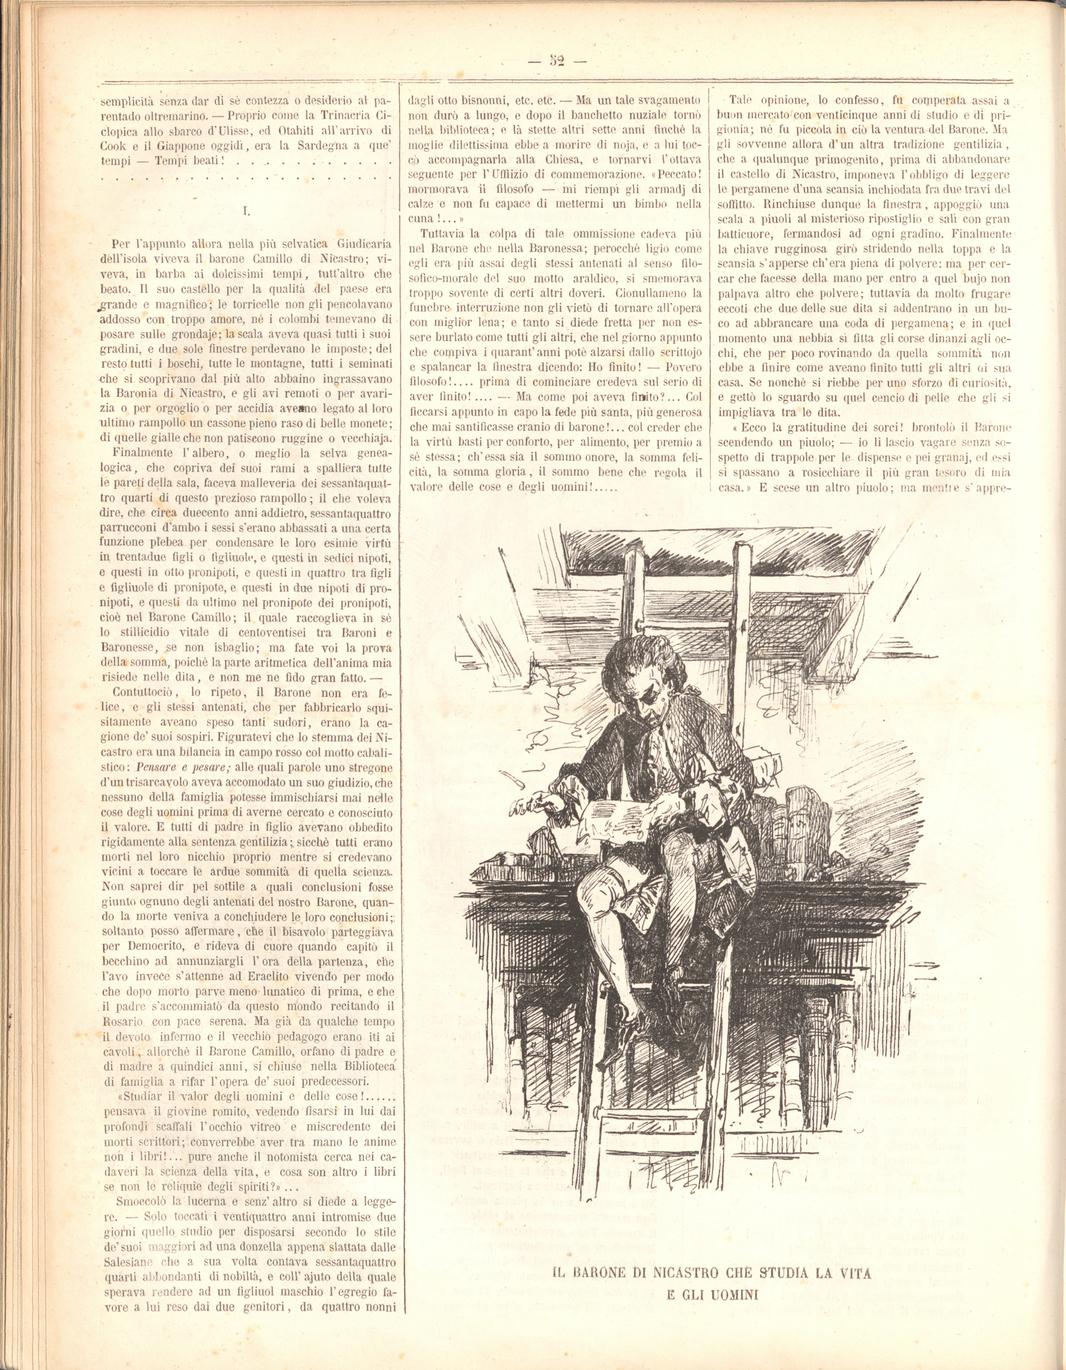 — 52 —
semplicità senza dar di sè contezza o desiderio al pa-
rentado oltremarino. — Proprio come la Trinacria Ci-
clopica allo sbarco d'Ulisse, ed Otahiti all'arrivo di
Cook e il Giappone oggidì, era la Sardegna a que'
tempi — Tempi beati! . . . . . . . . . . . .
. . . . . . . . . . . . . . . . . . . . . .
I.
Per l'appunto allora nella più selvatica Giudicaria
dell'isola viveva il barone Camillo di Nicastro; vi-
veva, in barba ai dolcissimi tempi, tutt'altro che
beato. Il suo castello per la qualità del paese era
grande e magnifico; le torricelle non gli pencolavano
addosso con troppo amore, nè i colombi temevano di
posare sulle grondaje; la scala aveva quasi tutti i suoi
gradini, e due sole finestre perdevano le imposte; del
resto tutti i boschi, tutte le montagne, tutti i seminati
che si scoprivano dal più alto abbaino ingrassavano
la Baronia di Nicastro, e gli avi remoti o per avari-
zia o per orgoglio o per accidia aveano legato al loro
ultimo rampollo un cassone pieno raso di belle monete;
di quelle gialle che non patiscono ruggine o vecchiaja.
Finalmente l'albero, o meglio la selva genea-
logica, che copriva dei suoi rami a spalliera tutte
le pareti della sala, faceva malleveria dei sessantaquat-
tro quarti di questo prezioso rampollo; il che voleva
dire, che circa duecento anni addietro, sessantaquattro
parrucconi d'ambo i sessi s'erano abbassati a una certa
funzione plebea per condensare le loro esimie virtù
in trentadue figli o figliuole, e questi in sedici nipoti,
e questi in otto pronipoti, e questi in quattro tra figli
e figliuole di pronipote, e questi in due nipoti di pro-
nipoti, e questi da ultimo nel pronipote dei pronipoti,
cioè nel Barone Camillo; il quale raccoglieva in sè
lo stillicidio vitale di centoventisei tra Baroni e
Baronesse, se non isbaglio; ma fate voi la prova
della somma, poichè la parte aritmetica dell'anima mia
risiede nelle dita, e non me ne fido gran fatto. —
Contuttociò, lo ripeto, il Barone non era fe-
lice, e gli stessi antenati, che per fabbricarlo squi-
sitamente aveano speso tanti sudori, erano la ca-
gione de' suoi sospiri. Figuratevi che lo stemma dei Ni-
castro era una bilancia in campo rosso col motto cabali-
stico: Pensare e pesare; alle quali parole uno stregone
d'un trisarcavolo aveva accomodato un suo giudizio, che
nessuno della famiglia potesse immischiarsi mai nelle
cose degli uomini prima di averne cercato e conosciuto
il valore. E tutti di padre in figlio avevano obbedito
rigidamente alla sentenza gentilizia; sicchè tutti erano
morti nel loro nicchio proprio mentre si credevano
vicini a toccare le ardue sommità di quella scienza.
Non saprei dir pel sottile a quali conclusioni fosse
giunto ognuno degli antenati del nostro Barone, quan-
do la morte veniva a conchiudere le loro conclusioni;
soltanto posso affermare, che il bisavolo parteggiava
per Democrito, e rideva di cuore quando capitò il
becchino ad annunziargli l'ora della partenza, che
l'avo invece s'attenne ad Eraclito vivendo per modo
che dopo morto parve meno lunatico di prima, e che
il padre s'accommiatò da questo mondo recitando il
Rosario con pace serena. Ma già da qualche tempo
il devoto infermo e il vecchio pedagogo erano iti ai
cavoli, allorchè il Barone Camillo, orfano di padre e
di madre a quindici anni, si chiuse nella Biblioteca
di famiglia a rifar l'opera de' suoi predecessori.
«Studiar il valor degli uomini e delle cose!......
pensava il giovine romito, vedendo fisarsi in lui dai
profondi scaffali l'occhio vitreo e miscredente dei
morti scrittori; converrebbe aver tra mano le anime
non i libri!... pure anche il notomista cerca nei ca-
daveri la scienza della vita, e cosa son altro i libri
se non le reliquie degli spiriti?» ...
Smoccolò la lucerna e senz'altro si diede a legge-
re. — Solo toccati i ventiquattro anni intromise due
giorni quello studio per disposarsi secondo lo stile
de' suoi maggiori ad una donzella appena slattata dalle
Salesiane che a sua volta contava sessantaquattro
quarti abbondanti di nobiltà, e coll'ajuto della quale
sperava rendere ad un figliuol maschio l'egregio fa-
vore a lui reso dai due genitori, da quattro nonni
dagli otto bisnonni, etc. etc. — Ma un tale svagamento
non durò a lungo, e dopo il banchetto nuziale tornò
nella biblioteca; e là stette altri sette anni finchè la
moglie dilettissima ebbe a morire di noja, e a lui toc-
cò accompagnarla alla Chiesa, e tornarvi l'ottava
seguente per l'Uffizio di commemorazione. «Peccato!
mormorava il filosofo — mi riempì gli armadj di
calze e non fu capace di mettermi un bimbo nella
cuna!...»
Tuttavia la colpa di tale ommissione cadeva più
nel Barone che nella Baronessa; perocchè ligio come
egli era più assai degli stessi antenati al senso filo-
sofico-morale del suo motto araldico, si smemorava
troppo sovente di certi altri doveri. Cionullameno la
funebre interruzione non gli vietò di tornare all'opera
con miglior lena; e tanto si diede fretta per non es-
sere burlato come tutti gli altri, che nel giorno appunto
che compiva i quarant'anni potè alzarsi dallo scrittojo
e spalancar la finestra dicendo: Ho finito! — Povero
filosofo!.... prima di cominciare credeva sul serio di
aver finito!.... — Ma come poi aveva finito?... Col
ficcarsi appunto in capo la fede più santa, più generosa
che mai santificasse cranio di barone!... col creder che
la virtù basti per conforto, per alimento, per premio a
sè stessa; ch'essa sia il sommo onore, la somma feli-
cità, la somma gloria, il sommo bene che regola il
valore delle cose e degli uomini!.....
Tale opinione, lo confesso, fu comperata assai a
buon mercato con venticinque anni di studio e di pri-
gionia; nè fu piccola in ciò la ventura del Barone. Ma
gli sovvenne allora d'un altra tradizione gentilizia,
che a qualunque primogenito, prima di abbandonare
il castello di Nicastro, imponeva l'obbligo di leggere
le pergamene d'una scansia inchiodata fra due travi del
soffitto. Rinchiuse dunque la finestra, appoggiò una
scala a piuoli al misterioso ripostiglio e salì con gran
batticuore, fermandosi ad ogni gradino. Finalmente
la chiave rugginosa girò stridendo nella toppa e la
scansia s'apperse ch'era piena di polvere: ma per cer-
car che facesse della mano per entro a quel bujo non
palpava altro che polvere; tuttavia da molto frugare
eccoti che due delle sue dita si addentrano in un bu-
co ad abbrancare una coda di pergamena; e in quel
momento una nebbia sì fitta gli corse dinanzi agli oc-
chi, che per poco rovinando da quella sommità non
ebbe a finire come aveano finito tutti gli altri di sua
casa. Se nonchè si riebbe per uno sforzo di curiosità,
e gettò lo sguardo su quel cencio di pelle che gli si
impigliava tra le dita.
«Ecco la gratitudine dei sorci! brontolò il Barone
scendendo un piuolo; — io li lascio vagare senza so-
spetto di trappole per le dispense e pei granaj, ed essi
si spassano a rosicchiare il più gran tesoro di mia
casa.» E scese un altro piuolo; ma mentre s'appre-
IL BARONE DI NICASTRO CHE STUDIA LA VITA
E GLI UOMINI